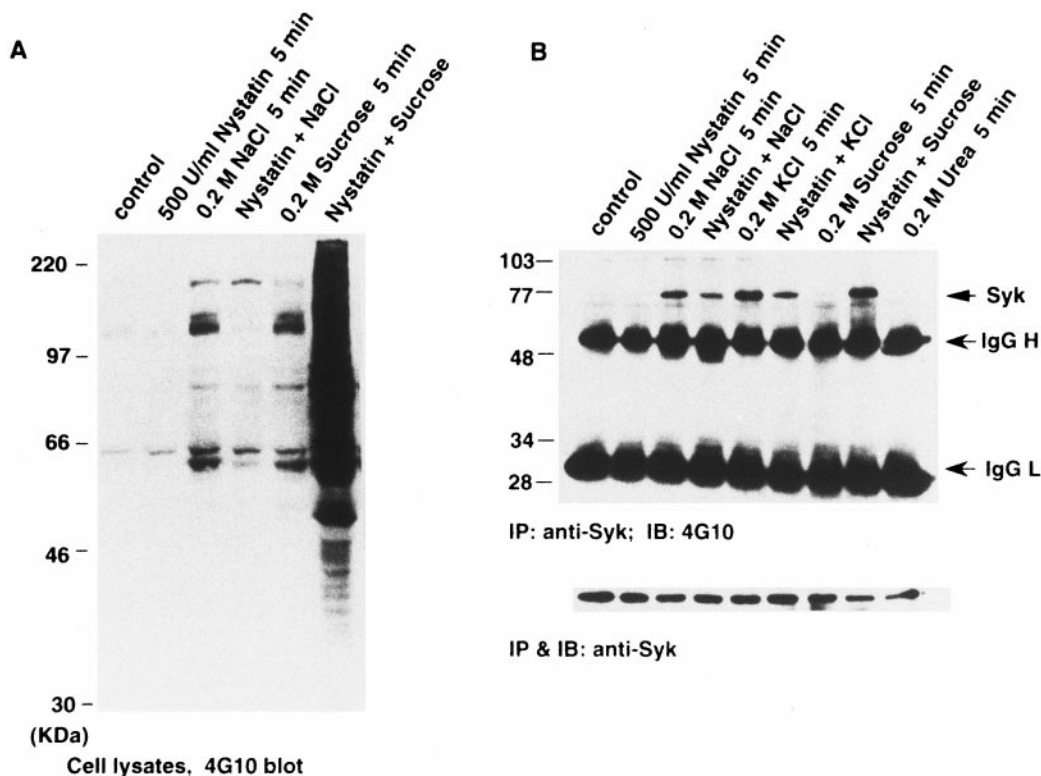 A
control
500 U/ml Nystatin 5 min
0.2 M NaCl 5 min
Nystatin + NaCl
0.2 M Sucrose 5 min
Nystatin + Sucrose
220
97
66
46
30
(KDa)
Cell lysates, 4G10 blot
B
control
500 U/ml Nystatin 5 min
0.2 M NaCl 5 min
Nystatin + NaCl
0.2 M KCl 5 min
Nystatin + KCl
0.2 M Sucrose 5 min
Nystatin + Sucrose
0.2 M Urea 5 min
103
77
Syk
IgG H
48
34
28
IgG L
IP: anti-Syk; IB: 4G10
IP & IB: anti-Syk